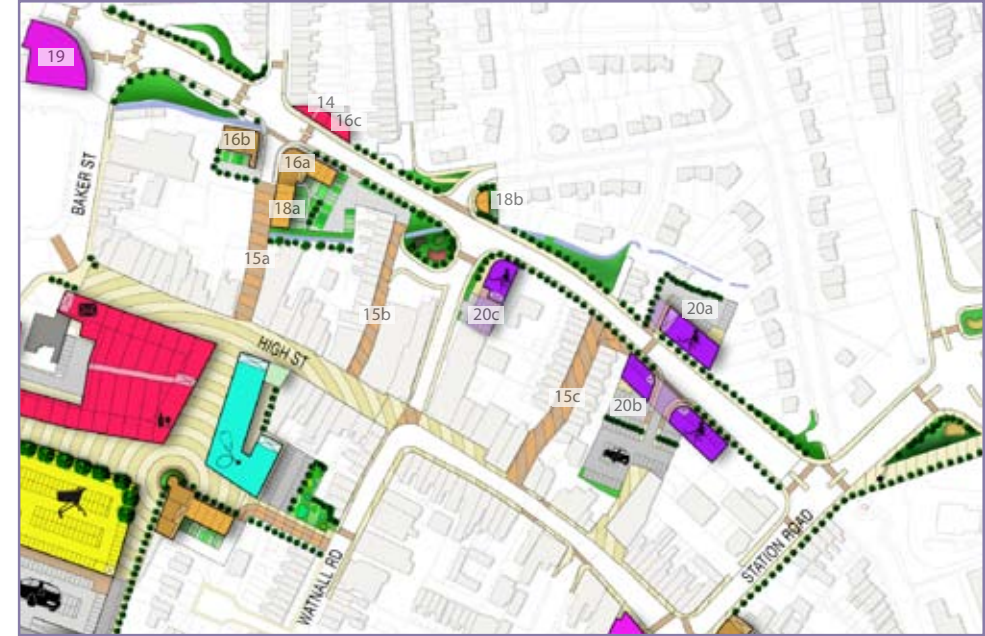 19
14
16c
16b
16a
18b
18a
BAKER ST
15a
20a
15b
20c
HIGH ST
15c
20b
STATION ROAD
WATNALL RD